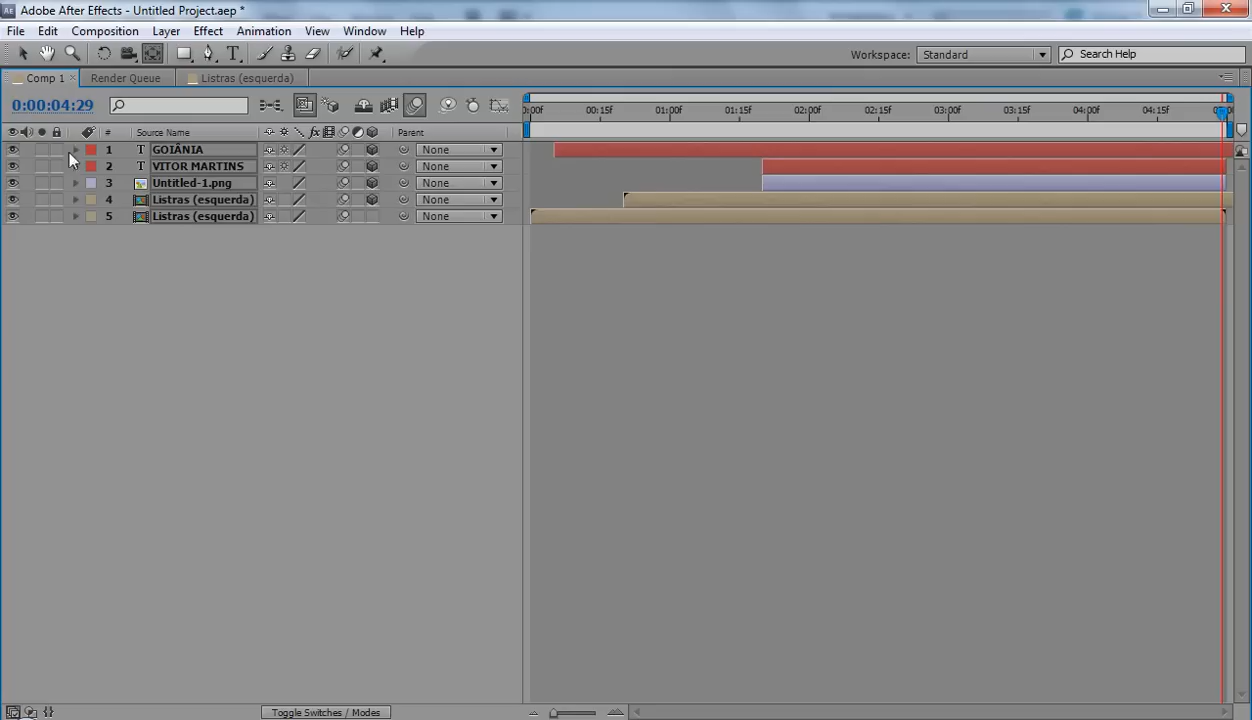 Adobe After Effects - Untitled Project.aep *
File Edit Composition Layer Effect Animation View Window Help
Workspace: Standard Search Help
Comp 1 Render Queue Listras (esquerda)
0:00:04:29
00f 00:15f 01:00f 01:15f 02:00f 02:15f 03:00f 03:15f 04:00f 04:15f
# Source Name fx Parent
1 T GOIÂNIA None
2 T VITOR MARTINS None
3 Untitled-1.png None
4 Listras (esquerda) None
5 Listras (esquerda) None
Toggle Switches / Modes